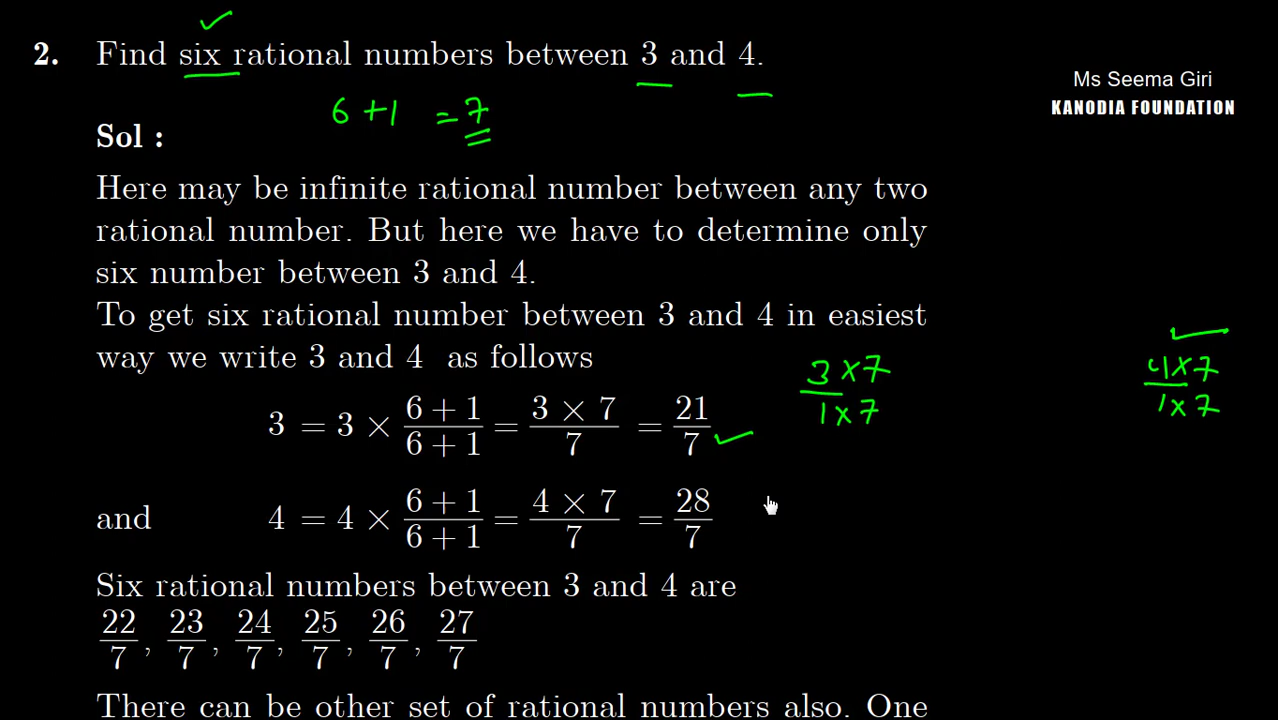 2. Find six rational numbers between 3 and 4.
Ms Seema Giri
KANODIA FOUNDATION
6 + 1 = 7
Sol :
Here may be infinite rational number between any two
rational number. But here we have to determine only
six number between 3 and 4.
To get six rational number between 3 and 4 in easiest
way we write 3 and 4 as follows
3 × 7 / 1 × 7
4 × 7 / 1 × 7
3 = 3 × (6 + 1)/(6 + 1) = (3 × 7)/7 = 21/7
and 4 = 4 × (6 + 1)/(6 + 1) = (4 × 7)/7 = 28/7
Six rational numbers between 3 and 4 are
22/7, 23/7, 24/7, 25/7, 26/7, 27/7
There can be other set of rational numbers also. One